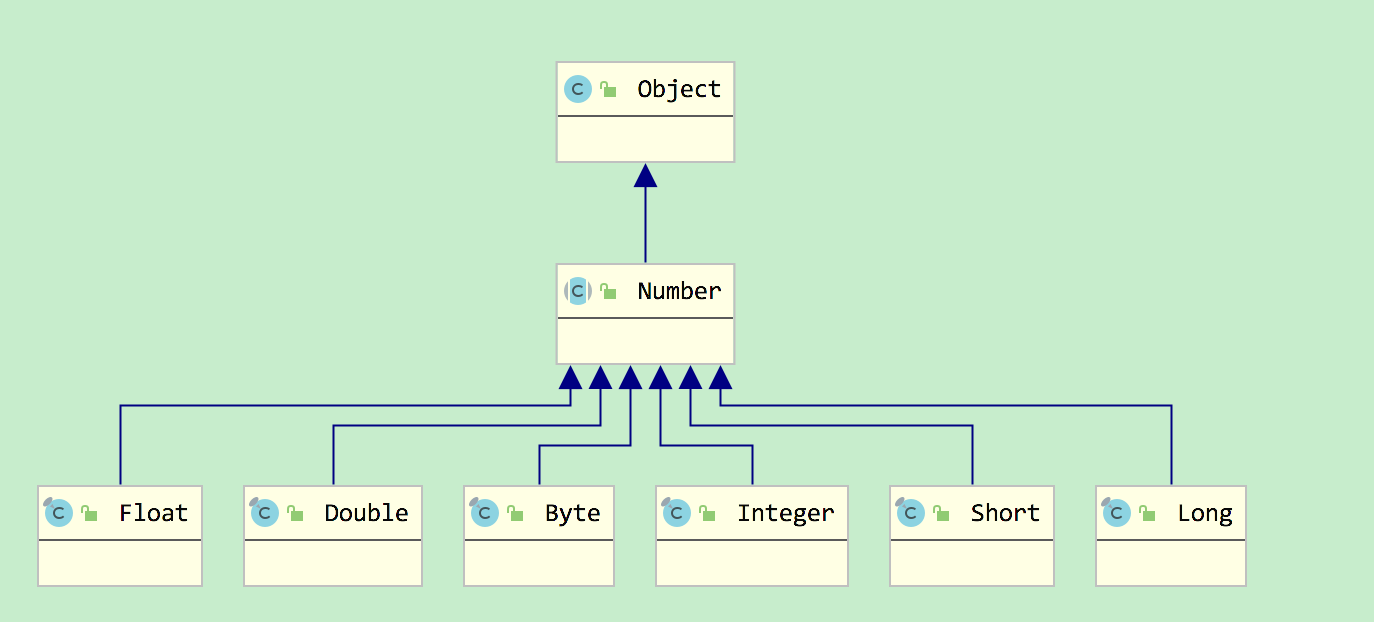 C Object
C Number
C Float
C Double
C Byte
C Integer
C Short
C Long